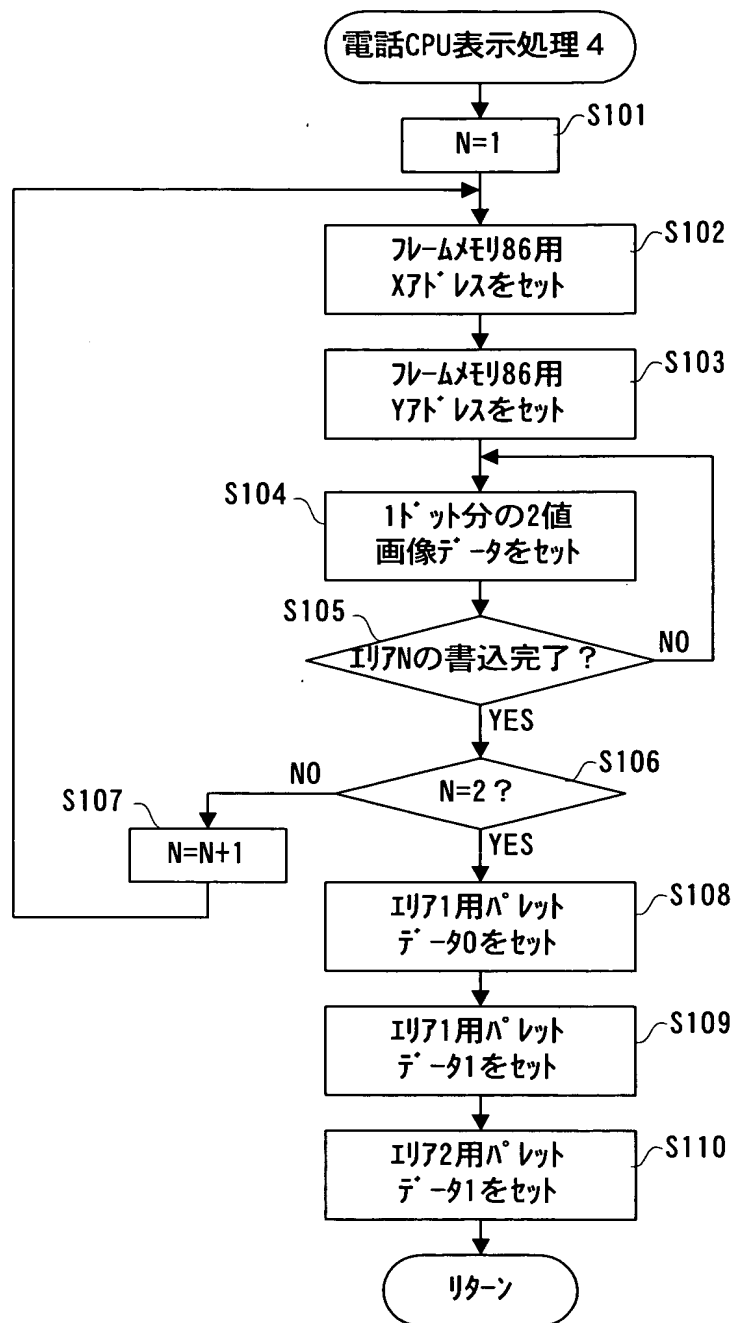 電話CPU表示処理4
S101
N=1
S102
ﾌﾚｰﾑﾒﾓﾘ86用
Xｱﾄﾞﾚｽをｾｯﾄ
S103
ﾌﾚｰﾑﾒﾓﾘ86用
Yｱﾄﾞﾚｽをｾｯﾄ
S104
1ﾄﾞｯﾄ分の2値
画像ﾃﾞｰﾀをｾｯﾄ
S105
ｴﾘｱNの書込完了？
NO
YES
S106
N=2？
NO
YES
S107
N=N+1
S108
ｴﾘｱ1用ﾊﾟﾚｯﾄ
ﾃﾞｰﾀ0をｾｯﾄ
S109
ｴﾘｱ1用ﾊﾟﾚｯﾄ
ﾃﾞｰﾀ1をｾｯﾄ
S110
ｴﾘｱ2用ﾊﾟﾚｯﾄ
ﾃﾞｰﾀ1をｾｯﾄ
ﾘﾀｰﾝ